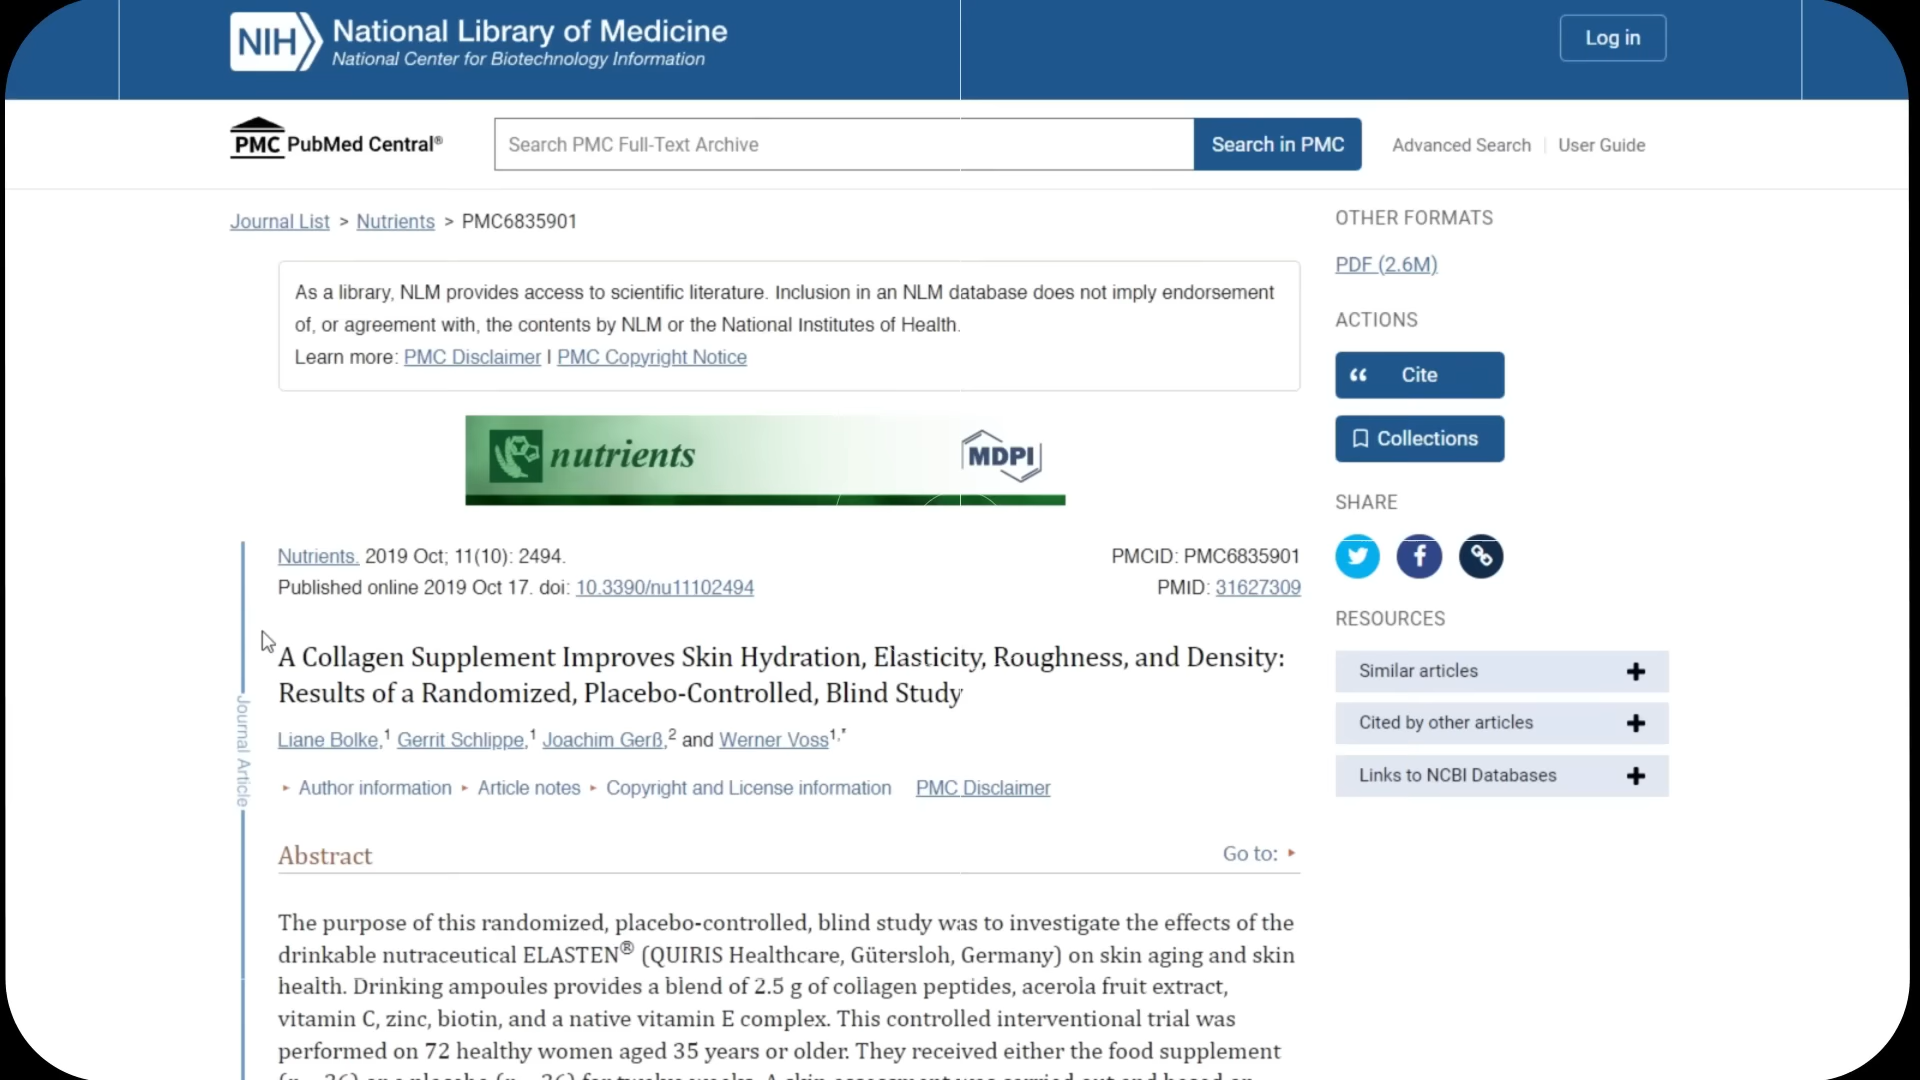 NIH National Library of Medicine
National Center for Biotechnology Information
Log in
PMC PubMed Central®
Search PMC Full-Text Archive
Search in PMC
Advanced Search
User Guide
Journal List > Nutrients > PMC6835901
As a library, NLM provides access to scientific literature. Inclusion in an NLM database does not imply endorsement
of, or agreement with, the contents by NLM or the National Institutes of Health.
Learn more: PMC Disclaimer | PMC Copyright Notice
nutrients
MDPI
Nutrients. 2019 Oct; 11(10): 2494.
Published online 2019 Oct 17. doi: 10.3390/nu11102494
PMCID: PMC6835901
PMID: 31627309
A Collagen Supplement Improves Skin Hydration, Elasticity, Roughness, and Density:
Results of a Randomized, Placebo-Controlled, Blind Study
Liane Bolke,1 Gerrit Schlippe,1 Joachim Gerß,2 and Werner Voss1,*
Author information
Article notes
Copyright and License information
PMC Disclaimer
Journal Article
Abstract
Go to:
The purpose of this randomized, placebo-controlled, blind study was to investigate the effects of the
drinkable nutraceutical ELASTEN® (QUIRIS Healthcare, Gütersloh, Germany) on skin aging and skin
health. Drinking ampoules provides a blend of 2.5 g of collagen peptides, acerola fruit extract,
vitamin C, zinc, biotin, and a native vitamin E complex. This controlled interventional trial was
performed on 72 healthy women aged 35 years or older. They received either the food supplement
OTHER FORMATS
PDF (2.6M)
ACTIONS
Cite
Collections
SHARE
RESOURCES
Similar articles
Cited by other articles
Links to NCBI Databases